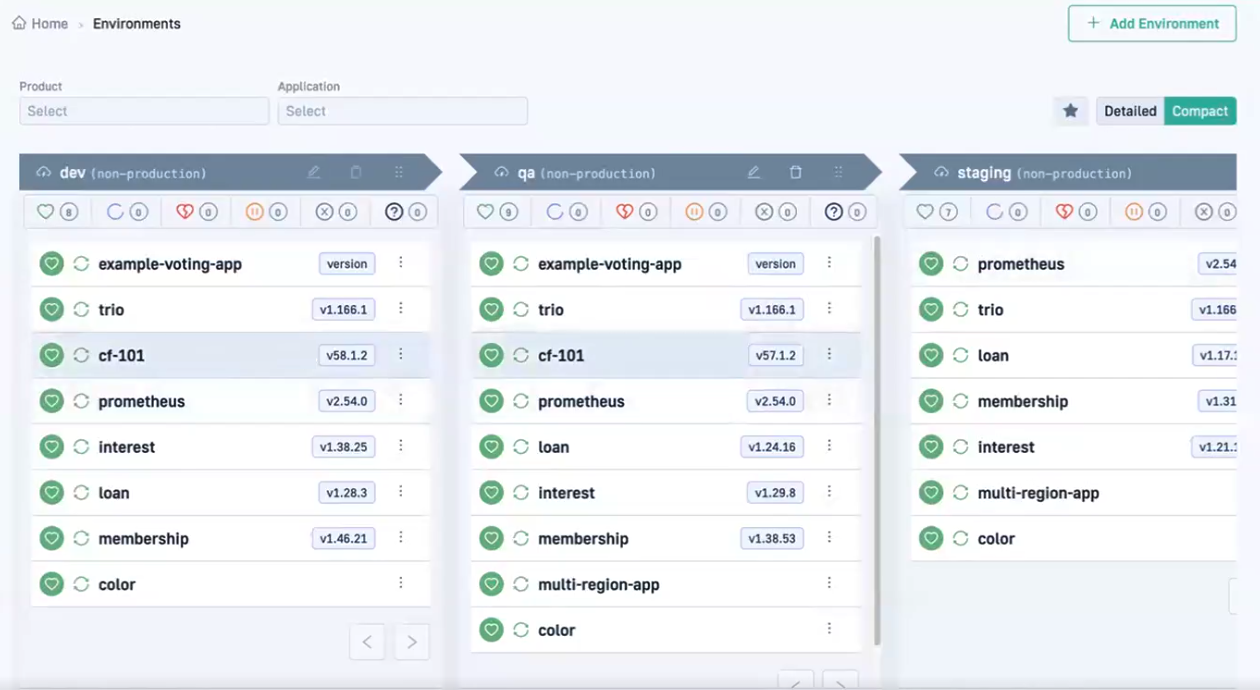 Home > Environments
+ Add Environment
Product
Application
Select
Select
Detailed
Compact
dev (non-production)
8 0 0 0 0 0
example-voting-app version
trio v1.166.1
cf-101 v58.1.2
prometheus v2.54.0
interest v1.38.25
loan v1.28.3
membership v1.46.21
color
qa (non-production)
9 0 0 0 0 0
example-voting-app version
trio v1.166.1
cf-101 v57.1.2
prometheus v2.54.0
loan v1.24.16
interest v1.29.8
membership v1.38.53
multi-region-app
color
staging (non-production)
7 0 0 0 0
prometheus v2.54
trio v1.166
loan v1.17.1
membership v1.31
interest v1.21.1
multi-region-app
color